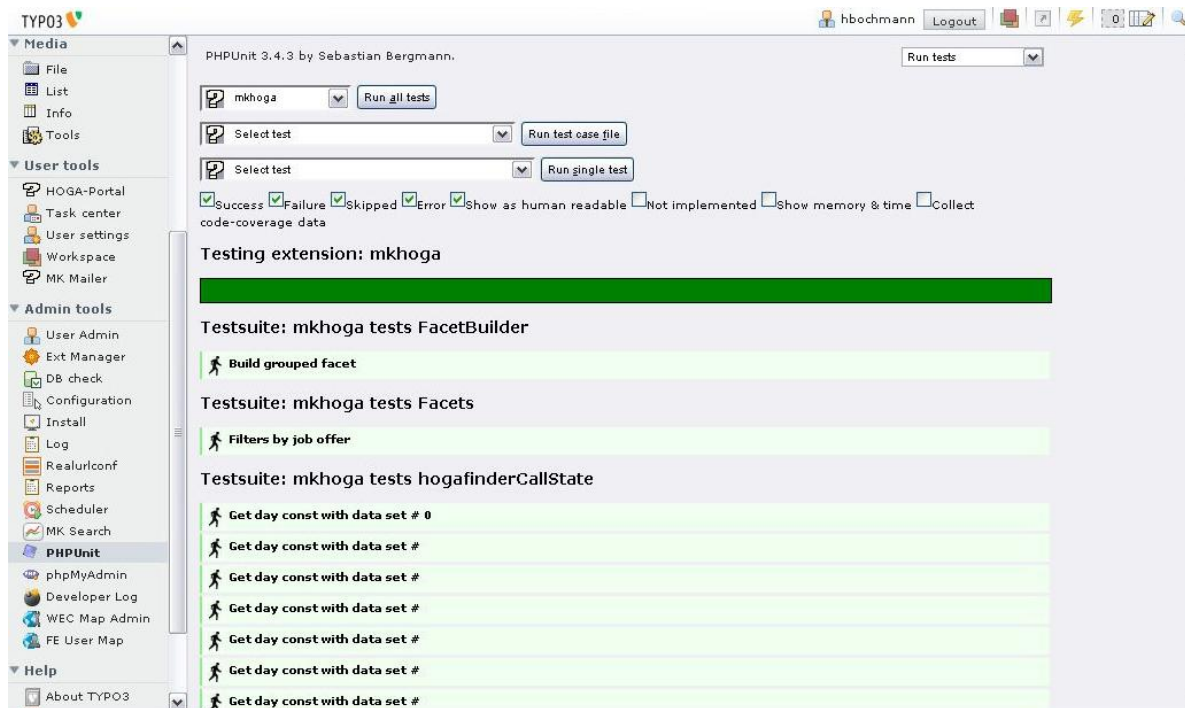 TYPO3
hbochmann
Logout
0
Media
File
List
Info
Tools
User tools
HOGA-Portal
Task center
User settings
Workspace
MK Mailer
Admin tools
User Admin
Ext Manager
DB check
Configuration
Install
Log
Realurlconf
Reports
Scheduler
MK Search
PHPUnit
phpMyAdmin
Developer Log
WEC Map Admin
FE User Map
Help
About TYPO3
PHPUnit 3.4.3 by Sebastian Bergmann.
Run tests
mkhoga
Run all tests
Select test
Run test case file
Select test
Run single test
Success Failure Skipped Error Show as human readable Not implemented Show memory & time Collect
code-coverage data
Testing extension: mkhoga
Testsuite: mkhoga tests FacetBuilder
Build grouped facet
Testsuite: mkhoga tests Facets
Filters by job offer
Testsuite: mkhoga tests hogafinderCallState
Get day const with data set # 0
Get day const with data set #
Get day const with data set #
Get day const with data set #
Get day const with data set #
Get day const with data set #
Get day const with data set #